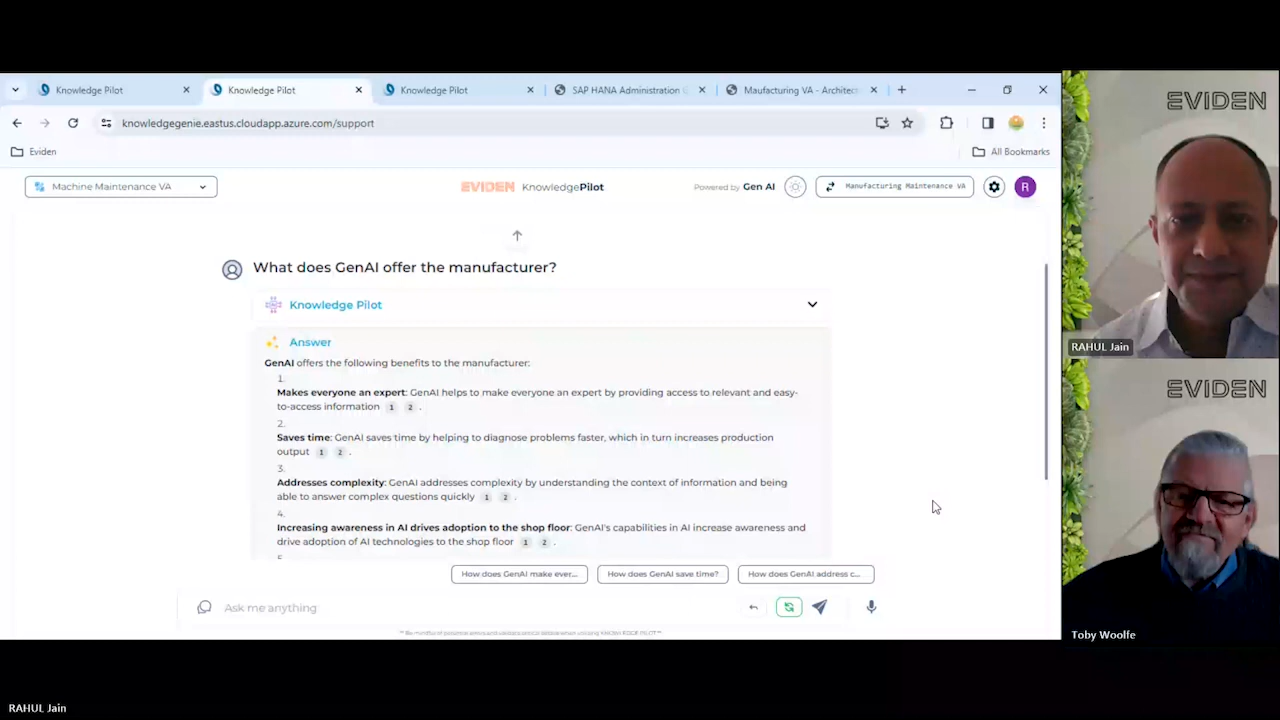 Knowledge Pilot
Knowledge Pilot
Knowledge Pilot
SAP HANA Administration
Maufacturing VA - Architect
knowledgegenie.eastus.cloudapp.azure.com/support
Eviden
All Bookmarks
Machine Maintenance VA
EVIDEN KnowledgePilot
Powered by Gen AI
Manufacturing Maintenance VA
R
What does GenAI offer the manufacturer?
Knowledge Pilot
Answer
GenAI offers the following benefits to the manufacturer:
1.
Makes everyone an expert: GenAI helps to make everyone an expert by providing access to relevant and easy-
to-access information 1 2 .
2.
Saves time: GenAI saves time by helping to diagnose problems faster, which in turn increases production
output 1 2 .
3.
Addresses complexity: GenAI addresses complexity by understanding the context of information and being
able to answer complex questions quickly 1 2 .
4.
Increasing awareness in AI drives adoption to the shop floor: GenAI's capabilities in AI increase awareness and
drive adoption of AI technologies to the shop floor 1 2 .
5.
How does GenAI make ever...
How does GenAI save time?
How does GenAI address c...
Ask me anything
EVIDEN
RAHUL Jain
EVIDEN
Toby Woolfe
RAHUL Jain